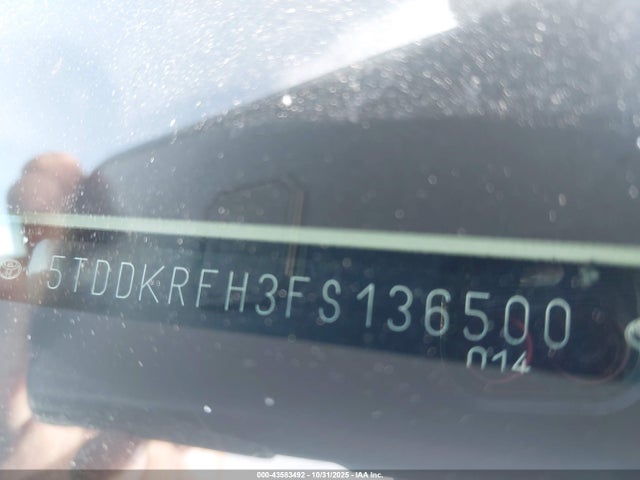 5TDDKRFH3FS136500
014
000-43583492 - 10/31/2025 - IAA Inc.